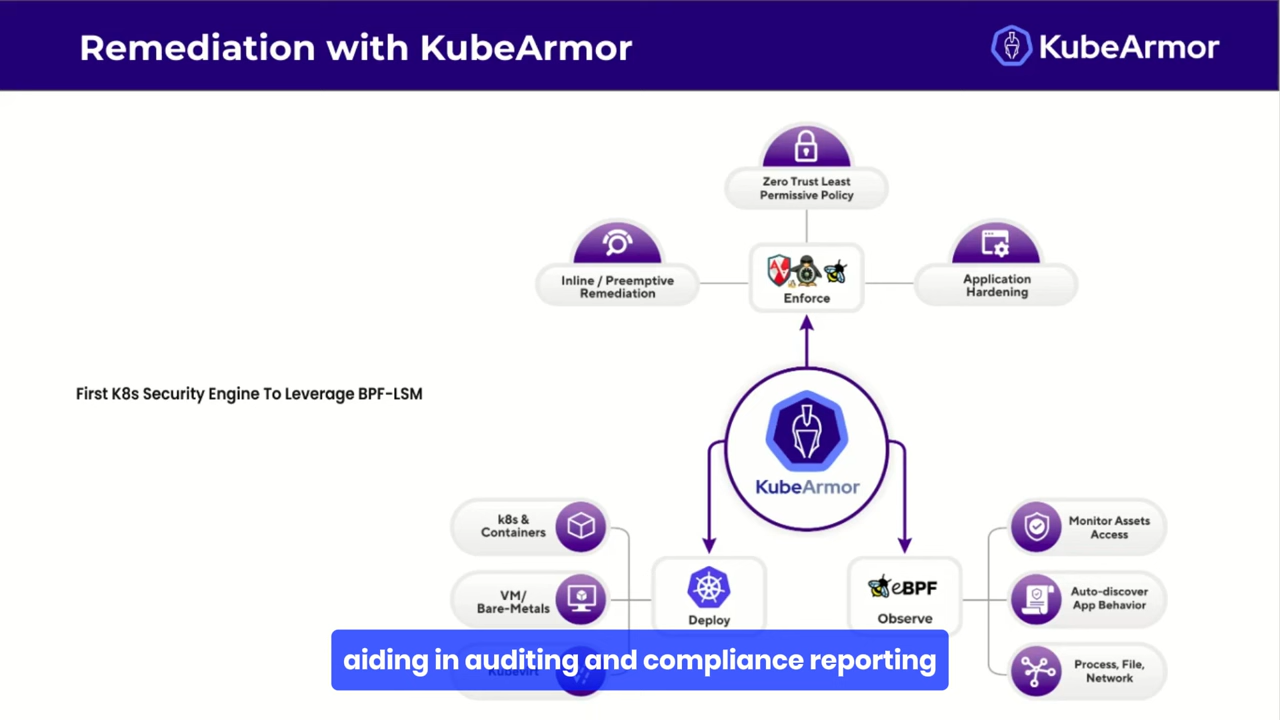 Remediation with KubeArmor
KubeArmor
Zero Trust Least
Permissive Policy
Inline / Preemptive
Remediation
Enforce
Application
Hardening
First K8s Security Engine To Leverage BPF-LSM
KubeArmor
k8s &
Containers
VM/
Bare-Metals
Kubevirt
Deploy
eBPF
Observe
Monitor Assets
Access
Auto-discover
App Behavior
Process, File,
Network
aiding in auditing and compliance reporting